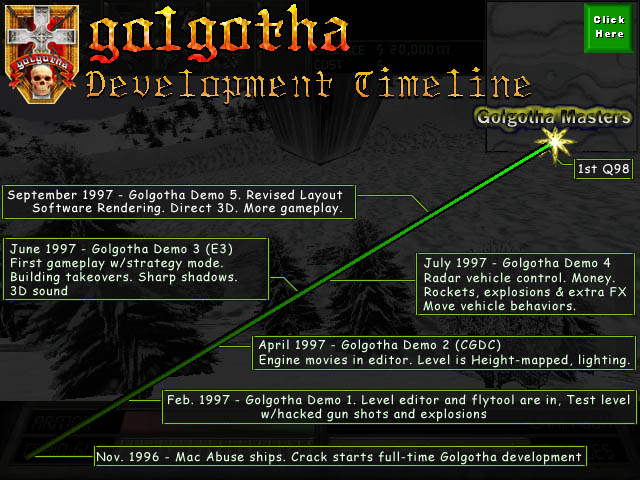 golgotha
Development Timeline
Click
Here
golgotha
$ 20,000m
COST
Golgotha Masters
1st Q98
September 1997 - Golgotha Demo 5. Revised Layout
Software Rendering. Direct 3D. More gameplay.
June 1997 - Golgotha Demo 3 (E3)
First gameplay w/strategy mode.
Building takeovers. Sharp shadows.
3D sound
July 1997 - Golgotha Demo 4
Radar vehicle control. Money.
Rockets, explosions & extra FX
Move vehicle behaviors.
April 1997 - Golgotha Demo 2 (CGDC)
Engine movies in editor. Level is Height-mapped, lighting.
Feb. 1997 - Golgotha Demo 1. Level editor and flytool are in, Test level
w/hacked gun shots and explosions
Nov. 1996 - Mac Abuse ships. Crack starts full-time Golgotha development